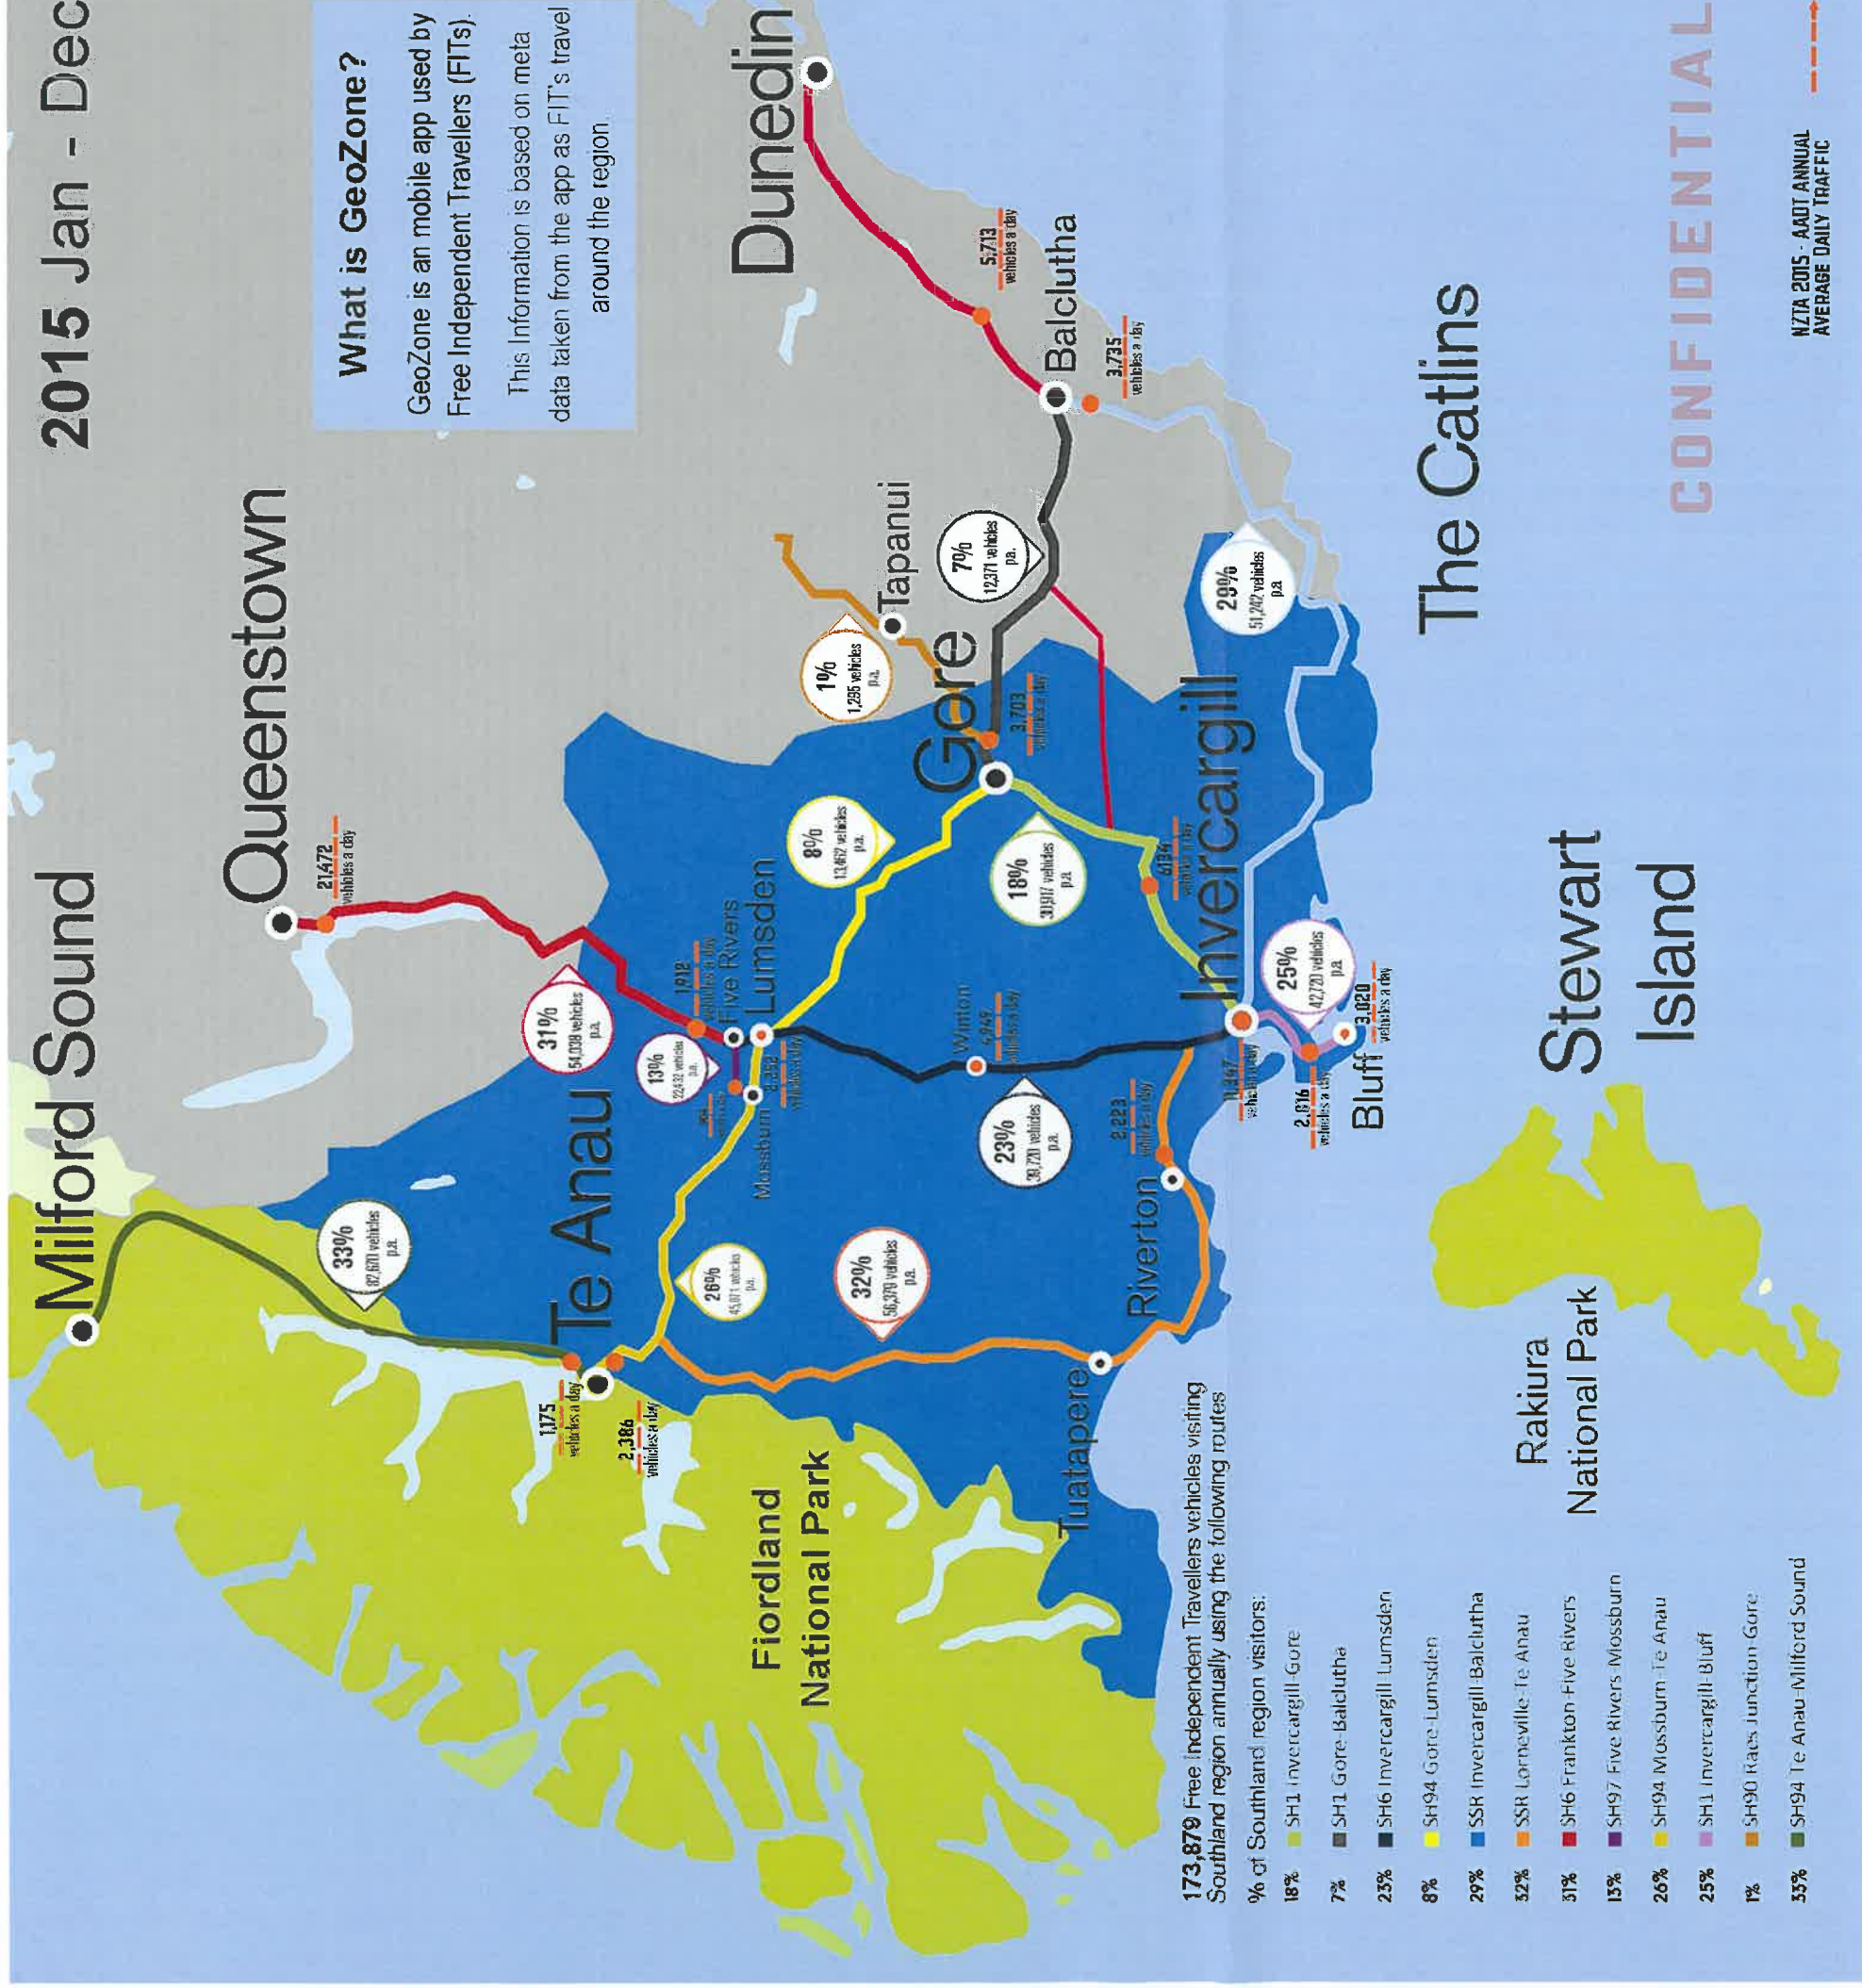 2015 Jan - Dec
What is GeoZone?
GeoZone is an mobile app used by
Free Independent Travellers (FITs).
This Information is based on meta
data taken from the app as FIT's travel
around the region.
Milford Sound
Queenstown
21,472
vehicles a day
Dunedin
5,713
vehicles a day
Balclutha
3,735
vehicles a day
Tapanui
1%
1,295 vehicles
p.a.
7%
12,371 vehicles
p.a.
Gore
3,703
vehicles a day
29%
51,242 vehicles
p.a
The Catlins
33%
p.a.
Te Anau
1,175
vehicles a day
2,386
vehicles a day
31%
54,038 vehicles
p.a.
1,912
vehicles a day
Five Rivers
Lumsden
13%
22,432 vehicles
p.a.
vehicles a day
Mossburn
8%
13,462 vehicles
p.a.
26%
45,071 vehicles
p.a.
32%
56,379 vehicles
p.a.
Winton
vehicles a day
23%
39,720 vehicles
p.a.
18%
30,917 vehicles
p.a
vehicles a day
Invercargill
vehicles a day
25%
42,720 vehicles
p.a
2,616
vehicles a day
3,020
vehicles a day
Bluff
Riverton
2,223
vehicles a day
Tuatapere
Fiordland
National Park
Stewart
Island
Rakiura
National Park
173,879 Free Independent Travellers vehicles visiting
Southland region annually using the following routes
% of Southland region visitors:
18% SH1 Invercargill-Gore
7% SH1 Gore-Balclutha
23% SH6 Invercargill-Lumsden
8% SH94 Gore-Lumsden
29% SSR Invercargill-Balclutha
32% SSR Lorneville-Te Anau
31% SH6 Frankton-Five Rivers
13% SH97 Five Rivers-Mossburn
26% SH94 Mossburn-Te Anau
25% SH1 Invercargill-Bluff
1% SH90 Raes Junction-Gore
33% SH94 Te Anau-Milford Sound
CONFIDENTIAL
NZTA 2015 - AADT ANNUAL
AVERAGE DAILY TRAFFIC